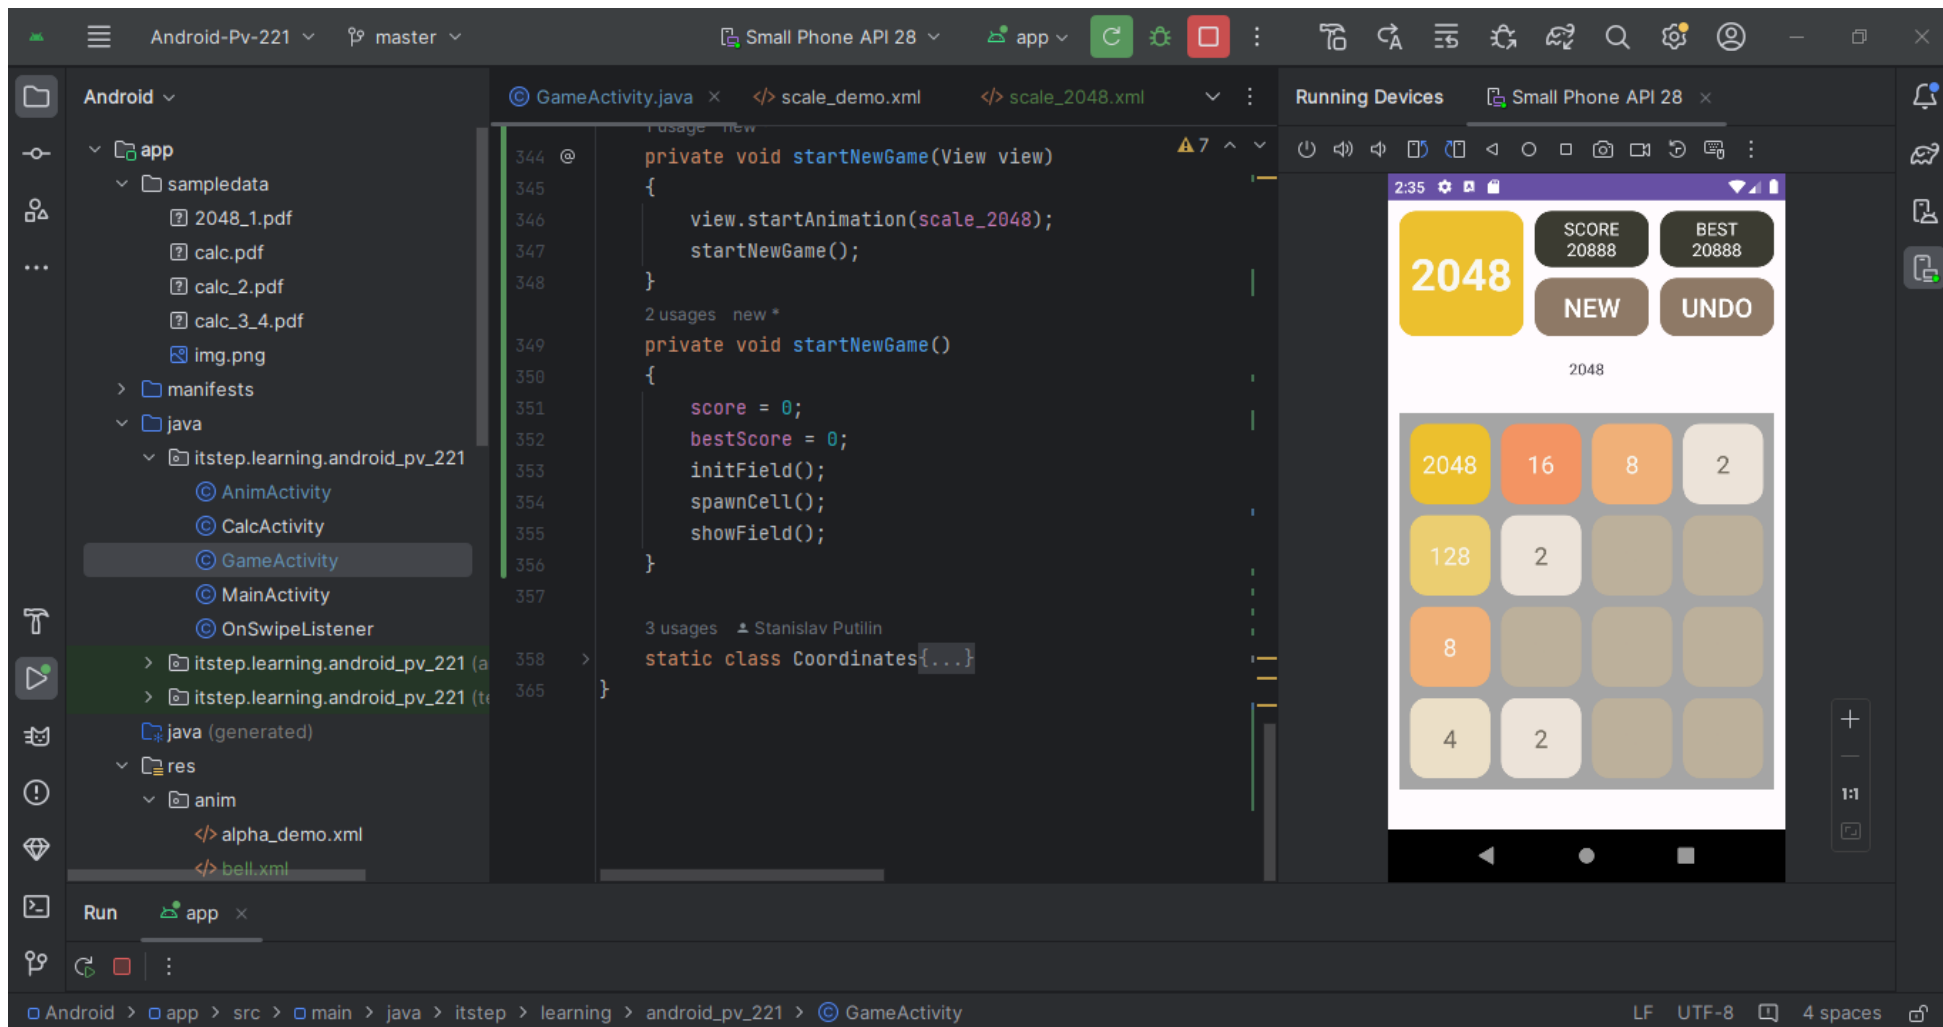 Android-Pv-221 master Small Phone API 28 app
Android
GameActivity.java scale_demo.xml scale_2048.xml
Running Devices Small Phone API 28
app
sampledata
2048_1.pdf
calc.pdf
calc_2.pdf
calc_3_4.pdf
img.png
manifests
java
itstep.learning.android_pv_221
AnimActivity
CalcActivity
GameActivity
MainActivity
OnSwipeListener
itstep.learning.android_pv_221 (a
itstep.learning.android_pv_221 (te
java (generated)
res
anim
alpha_demo.xml
bell.xml
1 usage new
7
344 @ private void startNewGame(View view)
345 {
346 view.startAnimation(scale_2048);
347 startNewGame();
348 }
2 usages new *
349 private void startNewGame()
350 {
351 score = 0;
352 bestScore = 0;
353 initField();
354 spawnCell();
355 showField();
356 }
357
3 usages Stanislav Putilin
358 static class Coordinates{...}
365 }
2:35
2048
SCORE
20888
BEST
20888
NEW UNDO
2048
2048 16 8 2
128 2
8
4 2
1:1
Run app
Android > app > src > main > java > itstep > learning > android_pv_221 > GameActivity
LF UTF-8 4 spaces